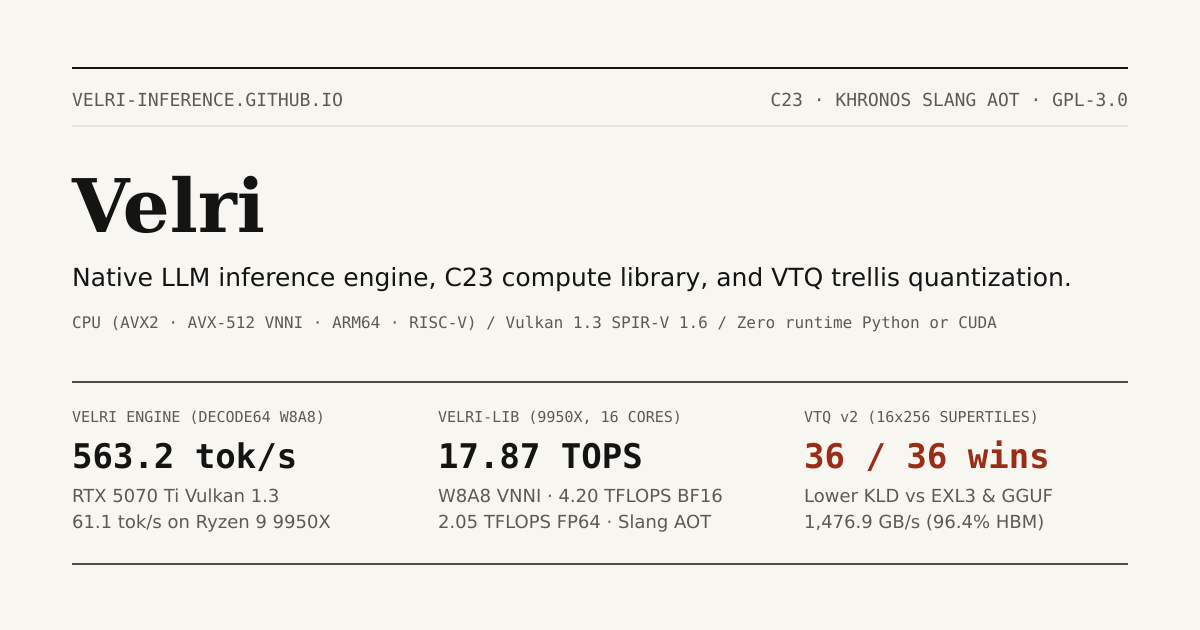 VELRI-INFERENCE.GITHUB.IO
C23 · KHRONOS SLANG AOT · GPL-3.0
Velri
Native LLM inference engine, C23 compute library, and VTQ trellis quantization.
CPU (AVX2 · AVX-512 VNNI · ARM64 · RISC-V) / Vulkan 1.3 SPIR-V 1.6 / Zero runtime Python or CUDA
VELRI ENGINE (DECODE64 W8A8)
563.2 tok/s
RTX 5070 Ti Vulkan 1.3
61.1 tok/s on Ryzen 9 9950X
VELRI-LIB (9950X, 16 CORES)
17.87 TOPS
W8A8 VNNI · 4.20 TFLOPS BF16
2.05 TFLOPS FP64 · Slang AOT
VTQ v2 (16x256 SUPERTILES)
36 / 36 wins
Lower KLD vs EXL3 & GGUF
1,476.9 GB/s (96.4% HBM)